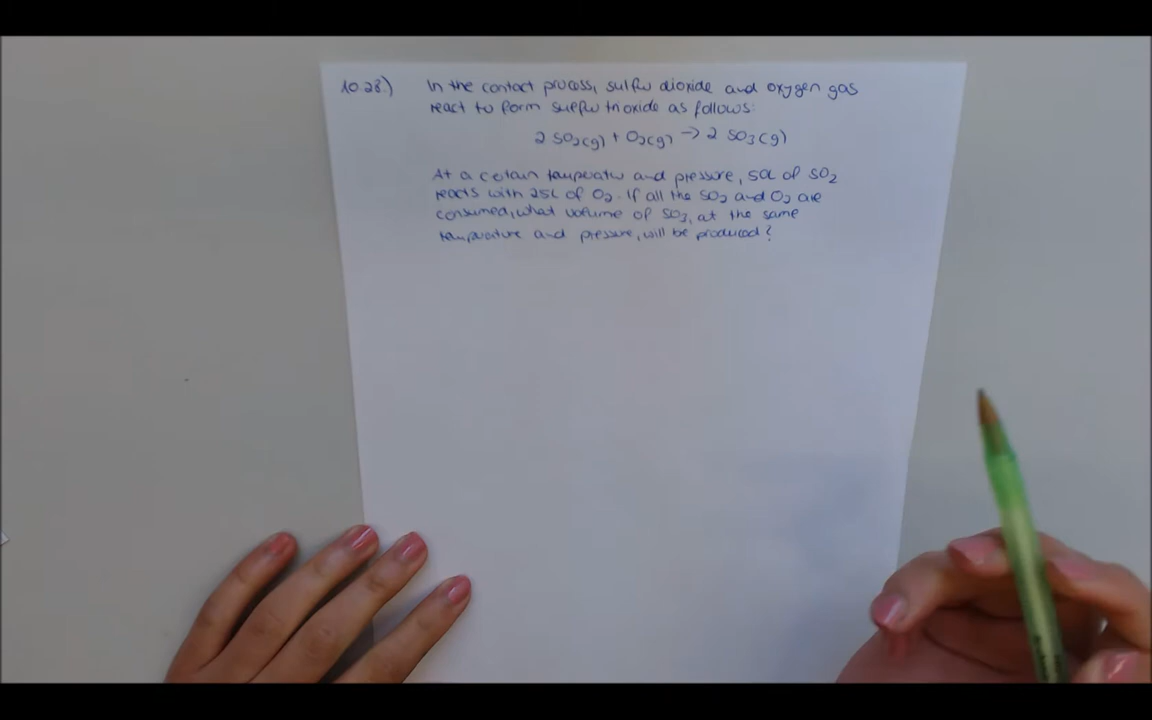 10.28.) In the contact process, sulfur dioxide and oxygen gas
react to form sulfur trioxide as follows:
2 SO2(g) + O2(g) → 2 SO3(g)
At a certain temperature and pressure, 50L of SO2
reacts with 25L of O2. If all the SO2 and O2 are
consumed, what volume of SO3, at the same
temperature and pressure, will be produced?